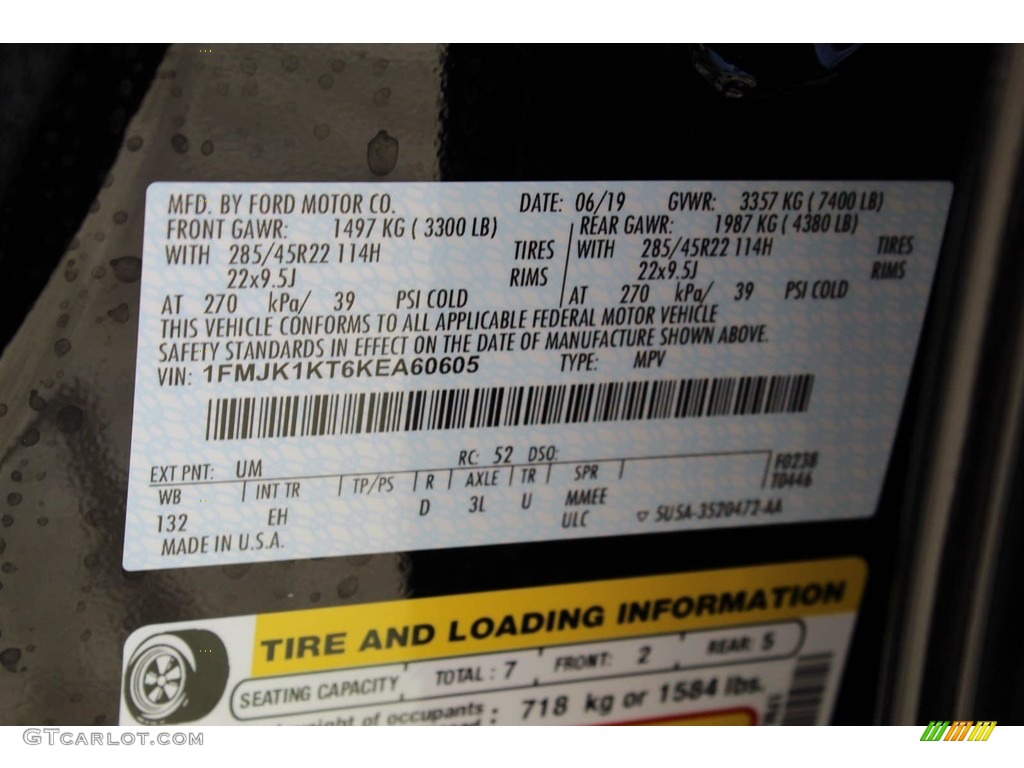 MFD. BY FORD MOTOR CO. DATE: 06/19 GVWR: 3357 KG ( 7400 LB)
FRONT GAWR: 1497 KG ( 3300 LB) REAR GAWR: 1987 KG ( 4380 LB)
WITH 285/45R22 114H TIRES WITH 285/45R22 114H TIRES
22x9.5J RIMS 22x9.5J RIMS
AT 270 kPa/ 39 PSI COLD AT 270 kPa/ 39 PSI COLD
THIS VEHICLE CONFORMS TO ALL APPLICABLE FEDERAL MOTOR VEHICLE
SAFETY STANDARDS IN EFFECT ON THE DATE OF MANUFACTURE SHOWN ABOVE.
VIN: 1FMJK1KT6KEA60605 TYPE: MPV
EXT PNT: UM RC: 52 DSO: F0238
WB INT TR TP/PS R AXLE TR SPR T0446
132 EH D 3L U MMEE
ULC 5U5A-3520472-AA
MADE IN U.S.A.
TIRE AND LOADING INFORMATION
SEATING CAPACITY TOTAL : 7 FRONT: 2 REAR: 5
of occupants : 718 kg or 1584 lbs.
GTCarlot.com